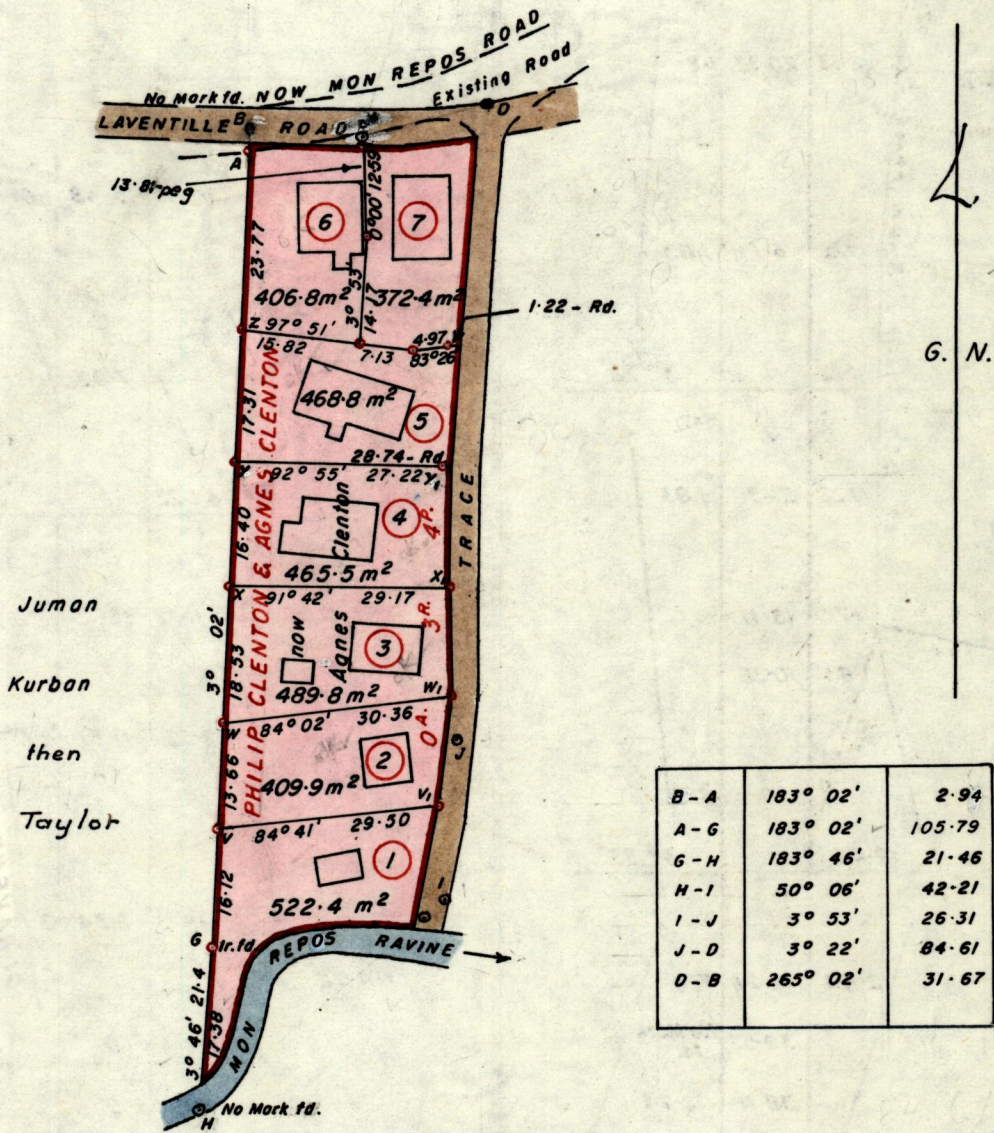 NOW MON REPOS ROAD
No Mark fd.
Existing Road
LAVENTILLE ROAD
B
D
A
13·81-peg
6
7
0°00' 12·59
23·77
406·8m²
372·4m²
3° 53'
14·17
1·22 - Rd.
Z 97° 51'
15·82
7·13
4·97
83°26'
G. N.
17·31
468·8 m²
5
28·74 - Rd
Y
92° 55'
27·22 Y₁
16·40
4
465·5 m²
X
91° 42'
29·17
X₁
PHILIP CLENTON & AGNES CLENTON
now Agnes Clenton
0A. 3R. 4P.
TRACE
Juman
Kurban
then
Taylor
3° 02'
18·53
3
489·8 m²
W
84° 02'
30·36
W₁
13·66
2
409·9 m²
J
V
84° 41'
29·50
V₁
16·12
1
522·4 m²
I
G
Ir.fd
MON REPOS RAVINE
3° 46' 21·4
17·38
H
No Mark fd.
B - A 183° 02' 2·94
A - G 183° 02' 105·79
G - H 183° 46' 21·46
H - I 50° 06' 42·21
I - J 3° 53' 26·31
J - D 3° 22' 84·61
D - B 265° 02' 31·67